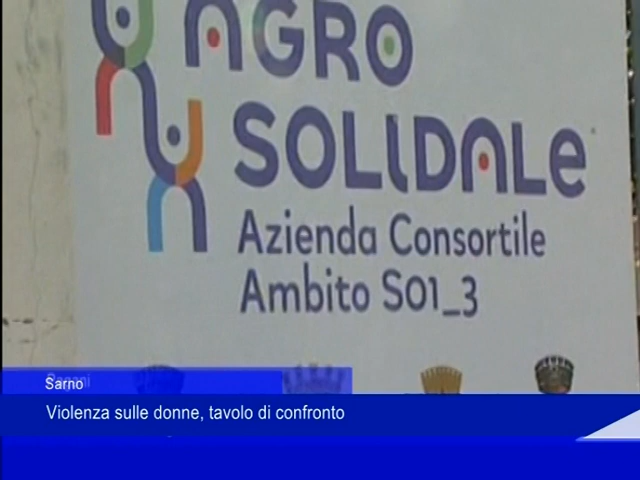 AGRO
SOLIDALE
Azienda Consortile
Ambito S01_3
Sarno
Violenza sulle donne, tavolo di confronto